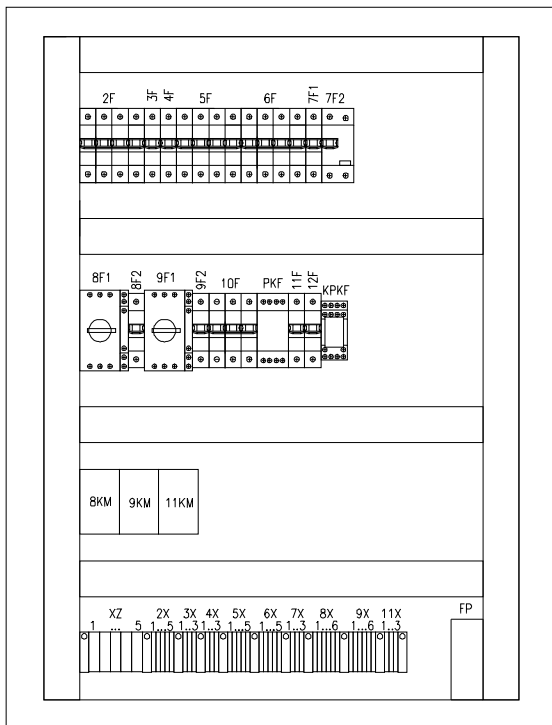 2F 3F 4F 5F 6F 7F1 7F2
8F1 8F2 9F1 9F2 10F PKF 11F 12F KPKF
8KM 9KM 11KM
XZ 2X 3X 4X 5X 6X 7X 8X 9X 11X FP
1 ... 5 1...5 1...3 1...3 1...5 1...5 1...3 1...6 1...6 1...3